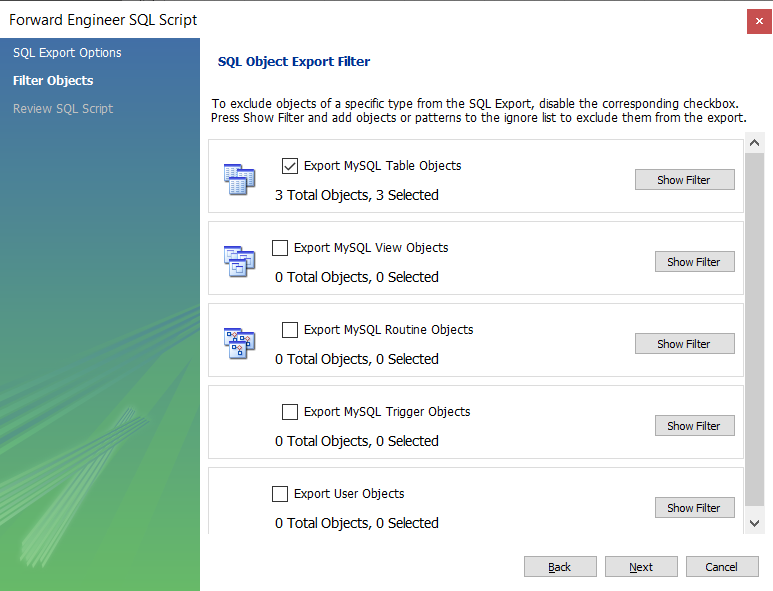 Forward Engineer SQL Script
SQL Export Options
Filter Objects
Review SQL Script
SQL Object Export Filter
To exclude objects of a specific type from the SQL Export, disable the corresponding checkbox.
Press Show Filter and add objects or patterns to the ignore list to exclude them from the export.
Export MySQL Table Objects
3 Total Objects, 3 Selected
Show Filter
Export MySQL View Objects
0 Total Objects, 0 Selected
Show Filter
Export MySQL Routine Objects
0 Total Objects, 0 Selected
Show Filter
Export MySQL Trigger Objects
0 Total Objects, 0 Selected
Show Filter
Export User Objects
0 Total Objects, 0 Selected
Show Filter
Back
Next
Cancel